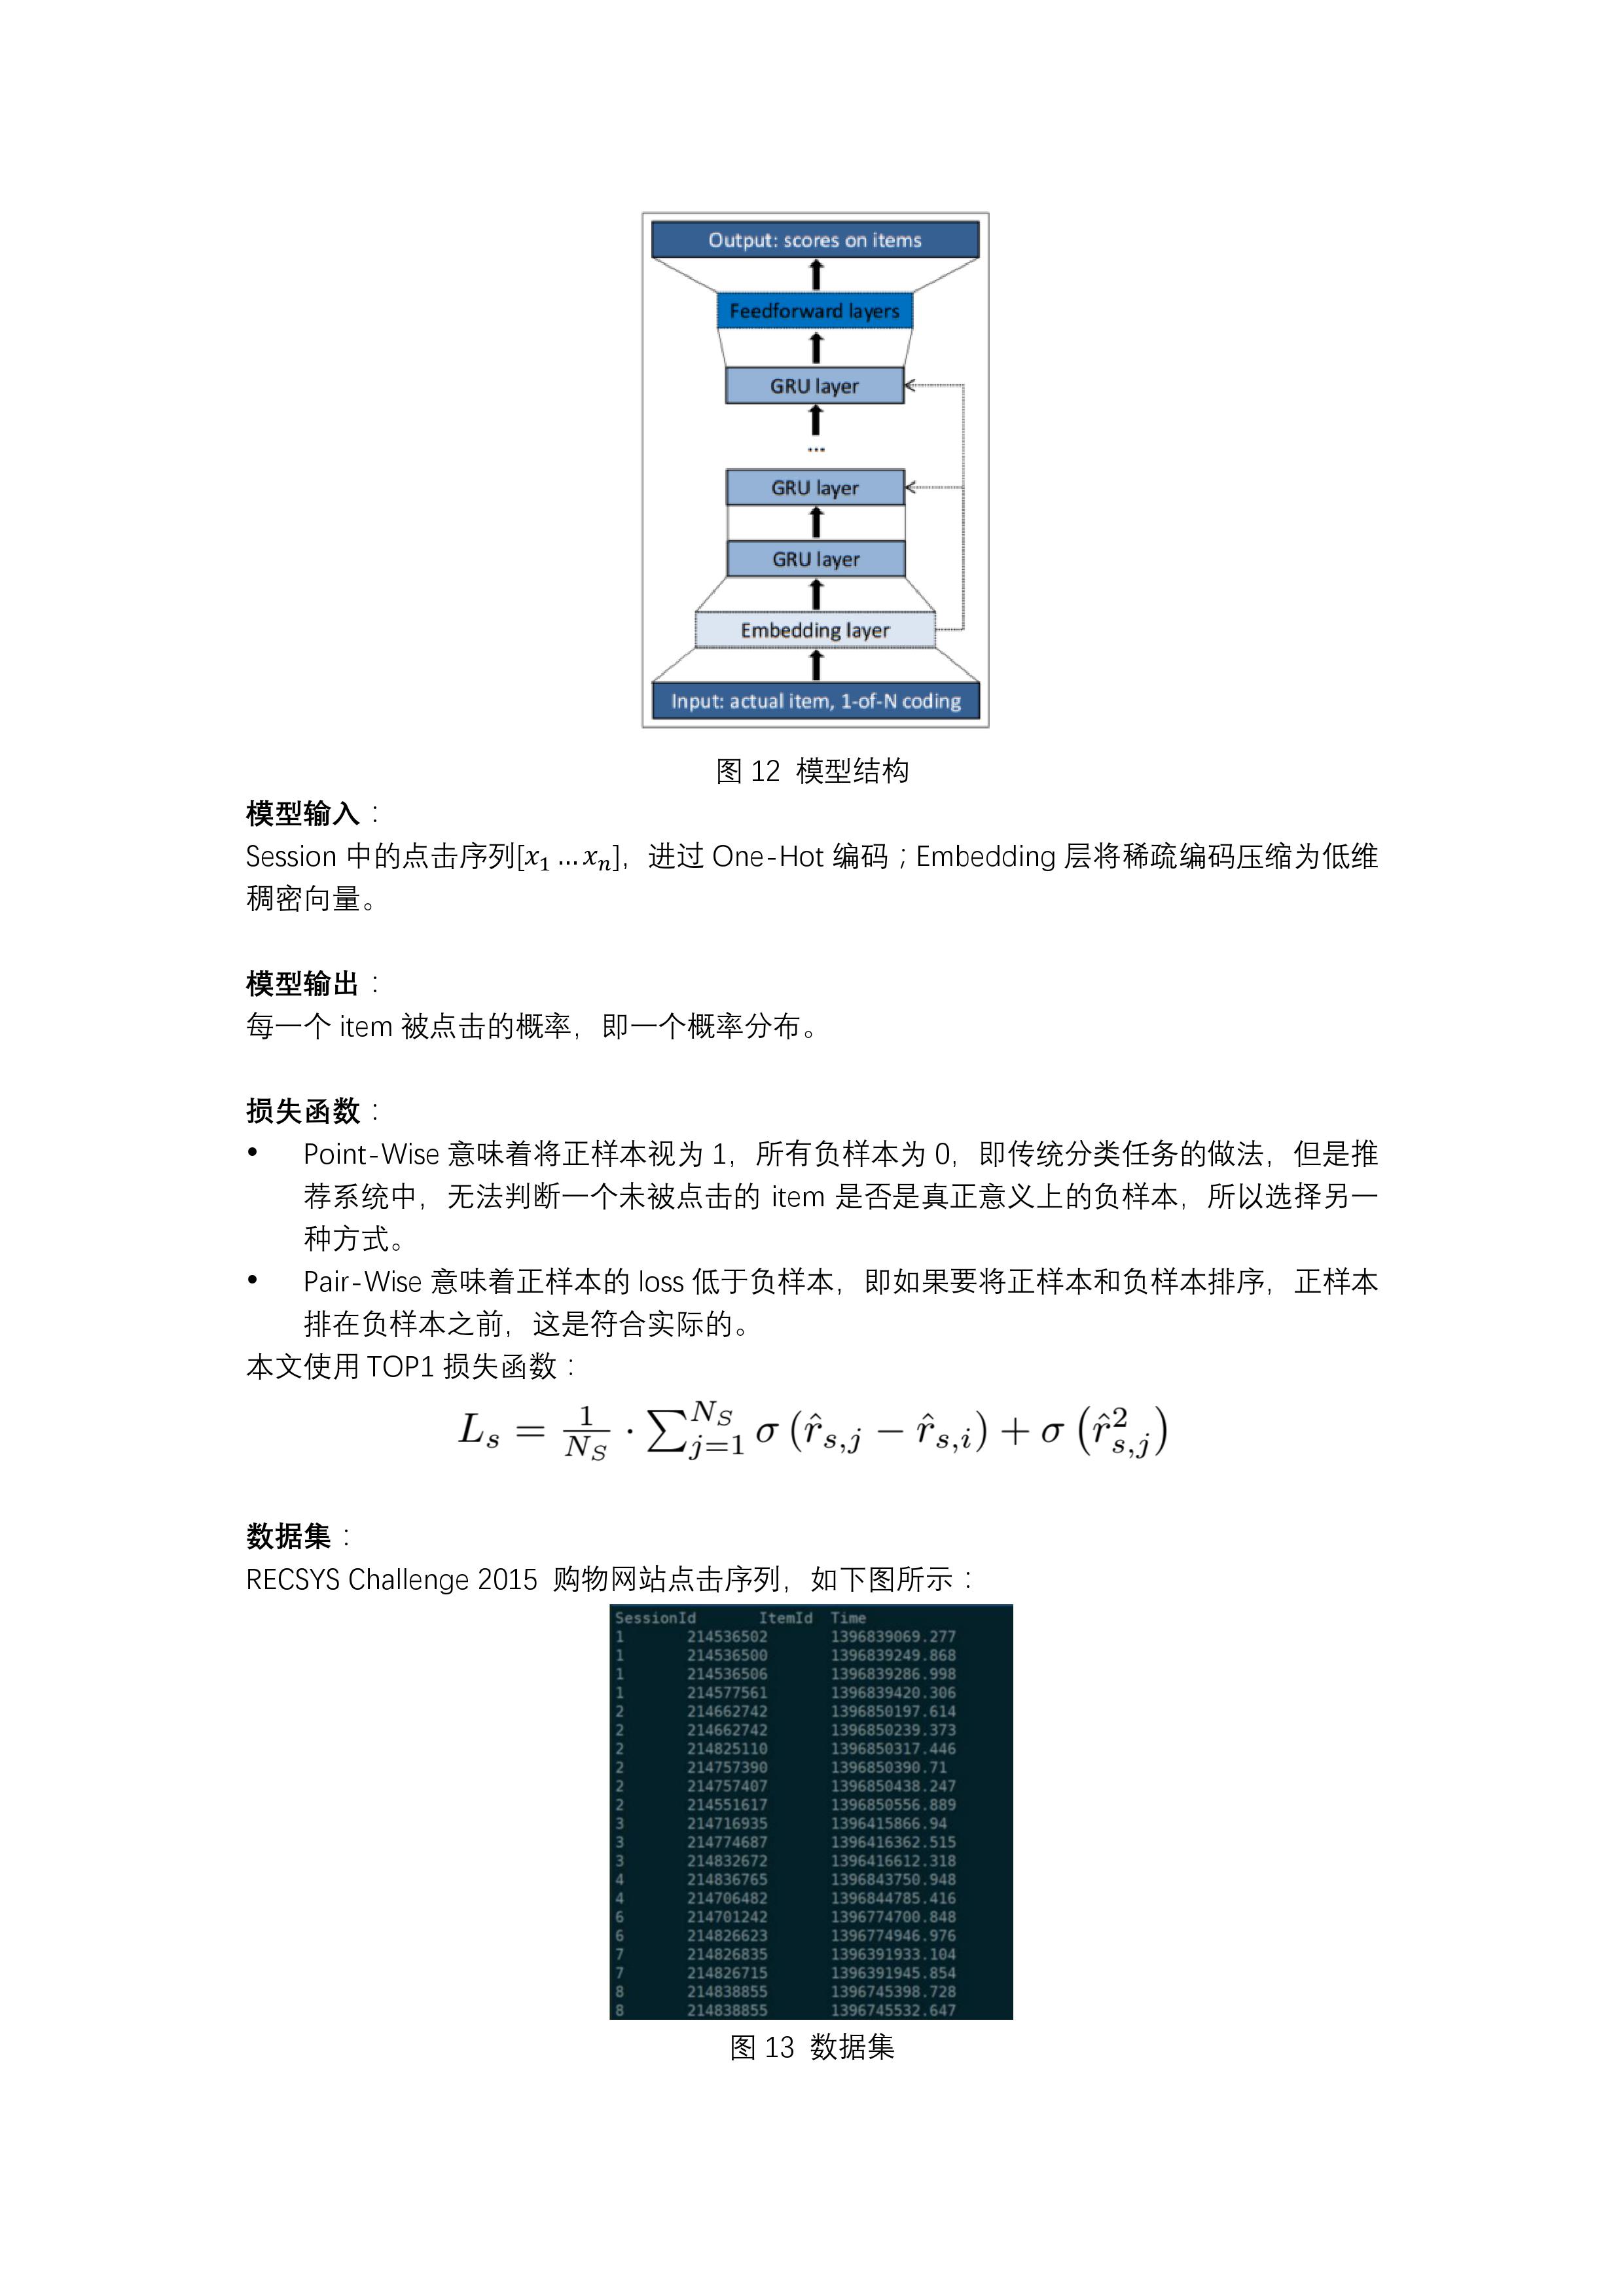 Output: scores on items
Feedforward layers
GRU layer
...
GRU layer
GRU layer
Embedding layer
Input: actual item, 1-of-N coding
图 12 模型结构
模型输入：
Session 中的点击序列[x₁ … xₙ]，进过 One-Hot 编码；Embedding 层将稀疏编码压缩为低维
稠密向量。
模型输出：
每一个 item 被点击的概率，即一个概率分布。
损失函数：
• Point-Wise 意味着将正样本视为 1，所有负样本为 0，即传统分类任务的做法，但是推
荐系统中，无法判断一个未被点击的 item 是否是真正意义上的负样本，所以选择另一
种方式。
• Pair-Wise 意味着正样本的 loss 低于负样本，即如果要将正样本和负样本排序，正样本
排在负样本之前，这是符合实际的。
本文使用 TOP1 损失函数：
L_s = \frac{1}{N_S} · \sum_{j=1}^{N_S} σ (\hat{r}_{s,j} − \hat{r}_{s,i}) + σ (\hat{r}_{s,j}^2)
数据集：
RECSYS Challenge 2015 购物网站点击序列，如下图所示：
SessionId ItemId Time
1 214536502 1396839069.277
1 214536500 1396839249.868
1 214536506 1396839286.998
1 214577561 1396839420.306
2 214662742 1396850197.614
2 214662742 1396850239.373
2 214825110 1396850317.446
2 214757390 1396850390.71
2 214757407 1396850438.247
2 214551617 1396850556.889
3 214716935 1396415866.94
3 214774687 1396416362.515
3 214832672 1396416612.318
4 214836765 1396843750.948
4 214706482 1396844785.416
6 214701242 1396774700.848
6 214826623 1396774946.976
7 214826835 1396391933.104
7 214826715 1396391945.854
8 214838855 1396745398.728
8 214838855 1396745532.647
图 13 数据集